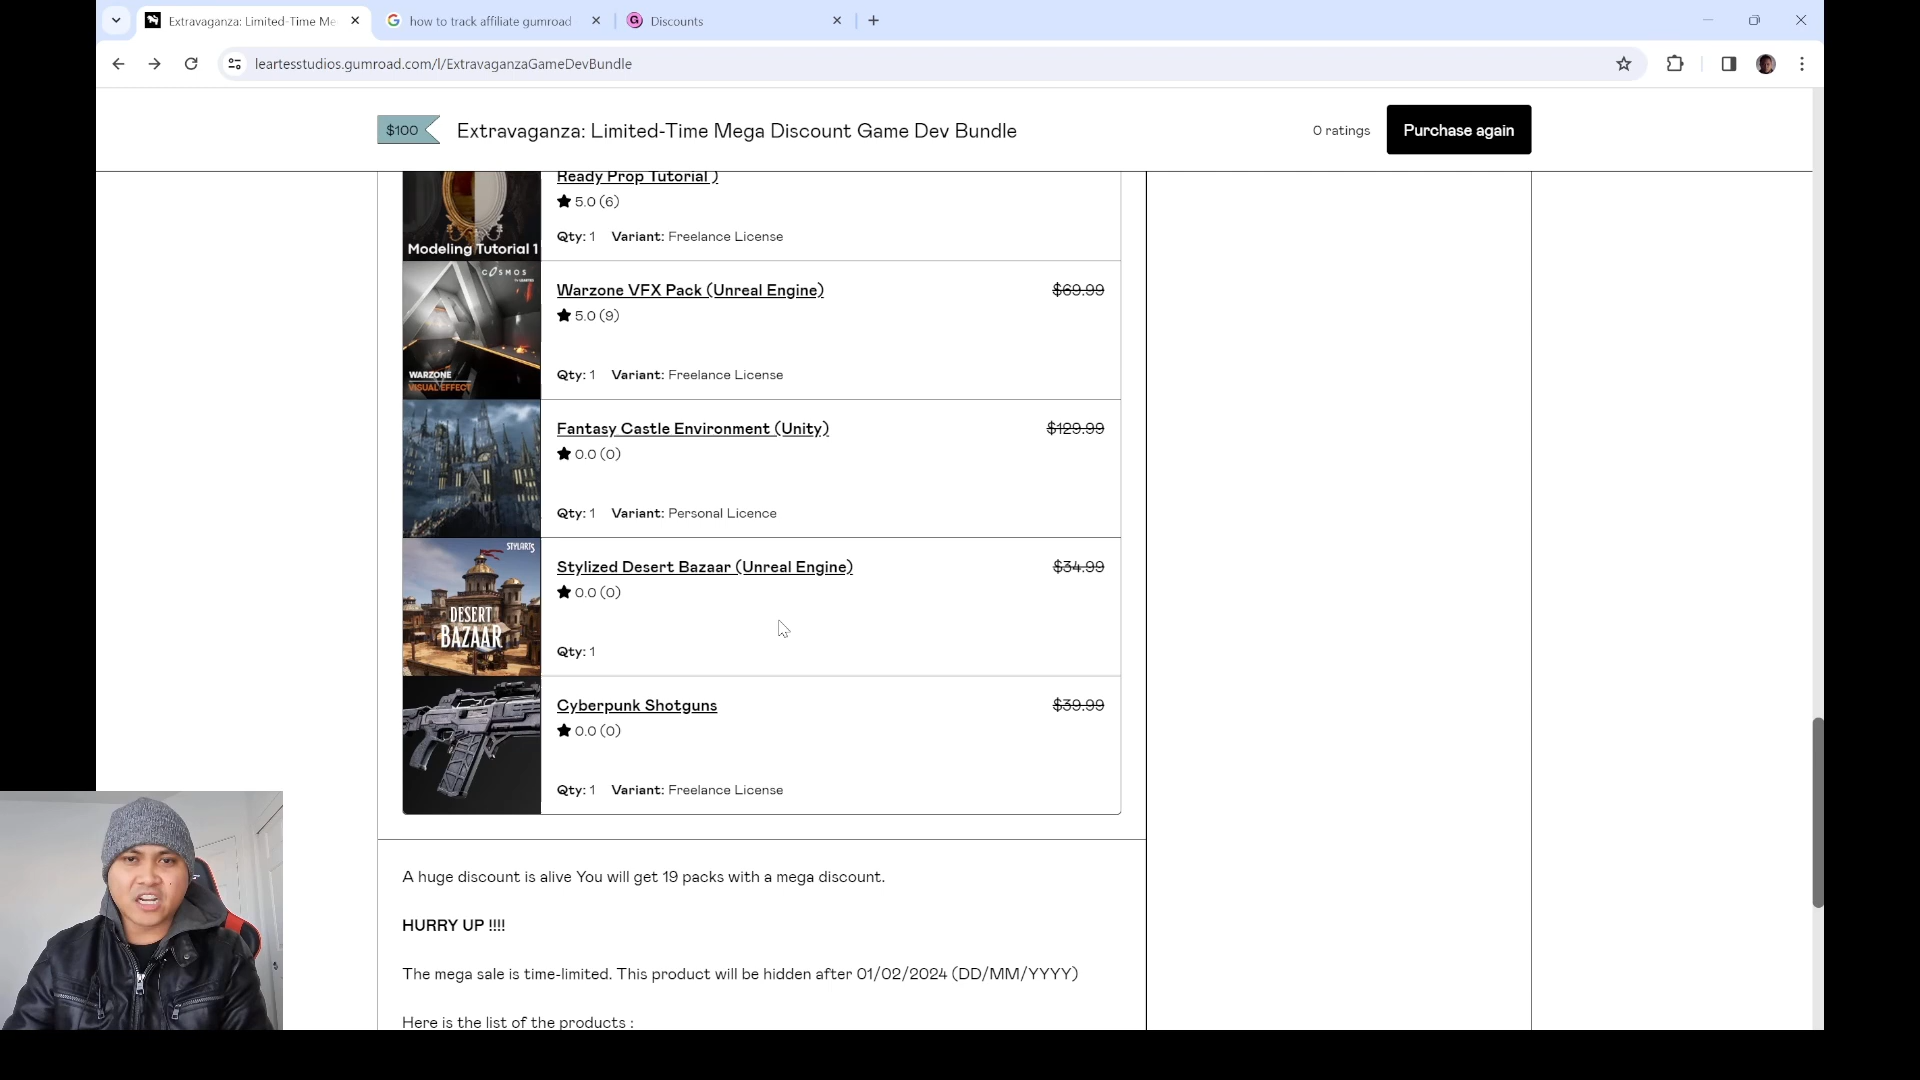 Extravaganza: Limited-Time Me
how to track affiliate gumroad
G Discounts
leartesstudios.gumroad.com/l/ExtravaganzaGameDevBundle
$100 Extravaganza: Limited-Time Mega Discount Game Dev Bundle 0 ratings Purchase again
Ready Prop Tutorial )
5.0 (6)
Qty: 1 Variant: Freelance License
Modeling Tutorial 1
COSMOS
WARZONE
VISUAL EFFECT
Warzone VFX Pack (Unreal Engine) $69.99
5.0 (9)
Qty: 1 Variant: Freelance License
Fantasy Castle Environment (Unity) $129.99
0.0 (0)
Qty: 1 Variant: Personal Licence
STYLARTS
DESERT
BAZAAR
Stylized Desert Bazaar (Unreal Engine) $34.99
0.0 (0)
Qty: 1
Cyberpunk Shotguns $39.99
0.0 (0)
Qty: 1 Variant: Freelance License
A huge discount is alive You will get 19 packs with a mega discount.
HURRY UP !!!!
The mega sale is time-limited. This product will be hidden after 01/02/2024 (DD/MM/YYYY)
Here is the list of the products :